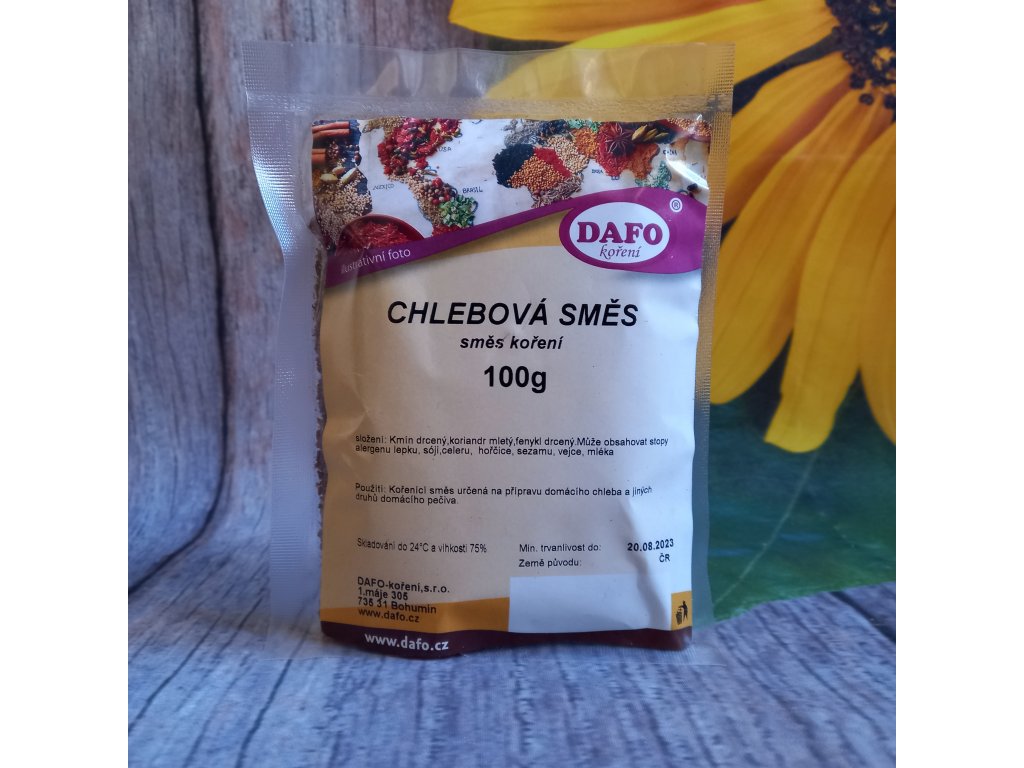 MEXICO
BRASIL
DAFO ®
koření
ilustrativní foto
CHLEBOVÁ SMĚS
směs koření
100g
složení: Kmín drcený,koriandr mletý,fenykl drcený.Může obsahovat stopy
alergenu lepku, sóji,celeru, hořčice, sezamu, vejce, mléka
Použití: Kořenící směs určená na přípravu domácího chleba a jiných
druhů domácího pečiva.
Skladování do 24°C a vlhkosti 75%
Min. trvanlivost do: 20.08.2023
Země původu: ČR
DAFO-koření,s.r.o.
1.máje 305
735 31 Bohumín
www.dafo.cz
www.dafo.cz